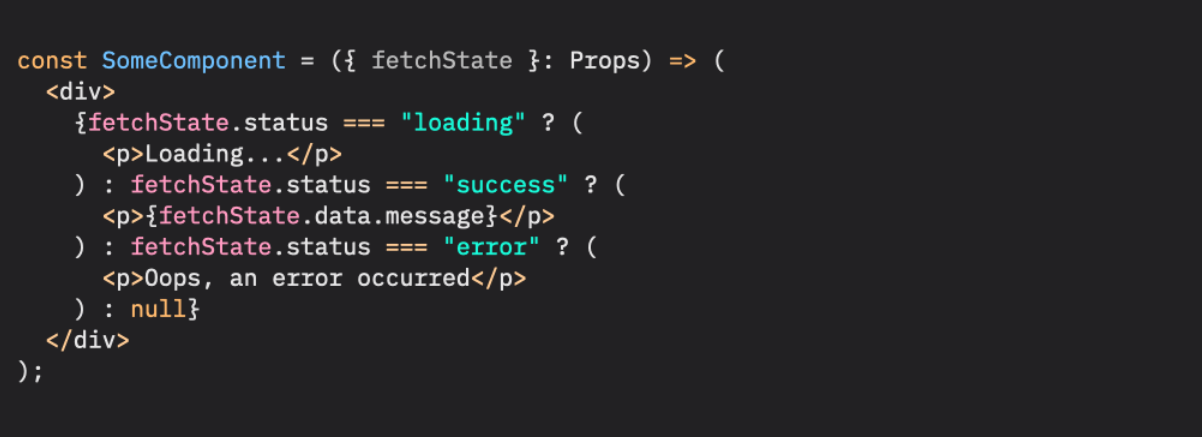 const SomeComponent = ({ fetchState }: Props) => (
  <div>
    {fetchState.status === "loading" ? (
      <p>Loading...</p>
    ) : fetchState.status === "success" ? (
      <p>{fetchState.data.message}</p>
    ) : fetchState.status === "error" ? (
      <p>Oops, an error occurred</p>
    ) : null}
  </div>
);